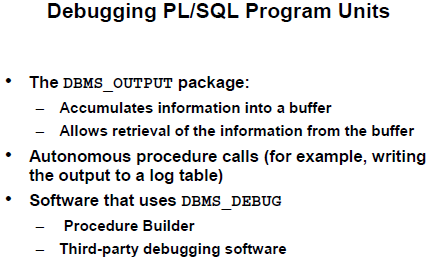 Debugging PL/SQL Program Units
• The DBMS_OUTPUT package:
– Accumulates information into a buffer
– Allows retrieval of the information from the buffer
• Autonomous procedure calls (for example, writing
the output to a log table)
• Software that uses DBMS_DEBUG
– Procedure Builder
– Third-party debugging software